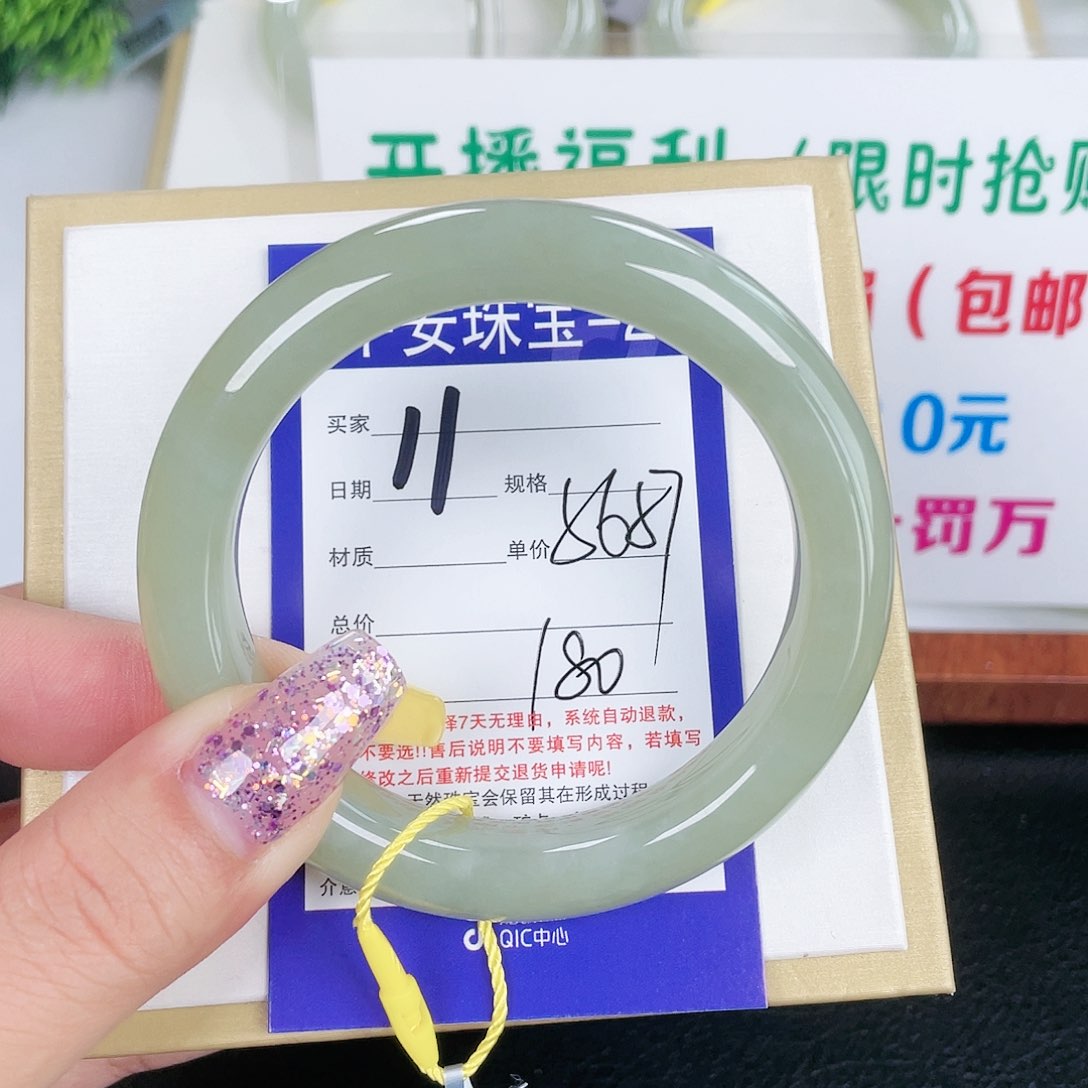 开播福利（限时抢购
（包邮
0元
罚万
安珠宝
买家
11
日期
规格
材质
单价
5687
总价
180
择7天无理由，系统自动退款，
不要选!!售后说明不要填写内容，若填写
修改之后重新提交退货申请呢!
天然珠宝会保留其在形成过程
QIC中心